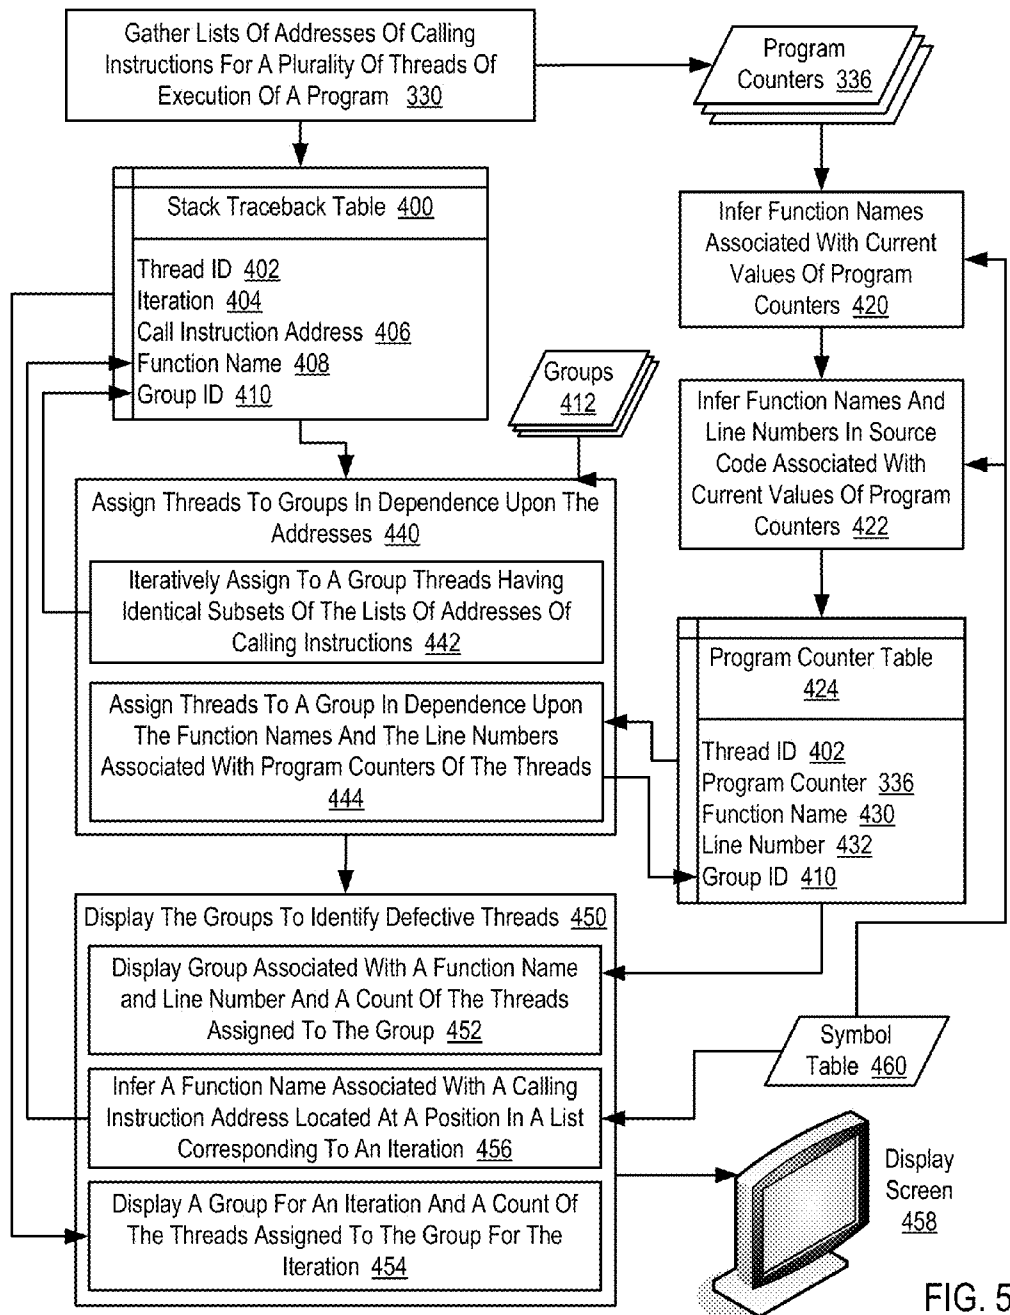 Gather Lists Of Addresses Of Calling
Instructions For A Plurality Of Threads Of
Execution Of A Program 330
Program
Counters 336
Stack Traceback Table 400
Thread ID 402
Iteration 404
Call Instruction Address 406
Function Name 408
Group ID 410
Infer Function Names
Associated With Current
Values Of Program
Counters 420
Groups
412
Infer Function Names And
Line Numbers In Source
Code Associated With
Current Values Of Program
Counters 422
Assign Threads To Groups In Dependence Upon The
Addresses 440
Iteratively Assign To A Group Threads Having
Identical Subsets Of The Lists Of Addresses Of
Calling Instructions 442
Assign Threads To A Group In Dependence Upon
The Function Names And The Line Numbers
Associated With Program Counters Of The Threads
444
Program Counter Table
424
Thread ID 402
Program Counter 336
Function Name 430
Line Number 432
Group ID 410
Display The Groups To Identify Defective Threads 450
Display Group Associated With A Function Name
and Line Number And A Count Of The Threads
Assigned To The Group 452
Symbol
Table 460
Infer A Function Name Associated With A Calling
Instruction Address Located At A Position In A List
Corresponding To An Iteration 456
Display A Group For An Iteration And A Count Of
The Threads Assigned To The Group For The
Iteration 454
Display
Screen
458
FIG. 5